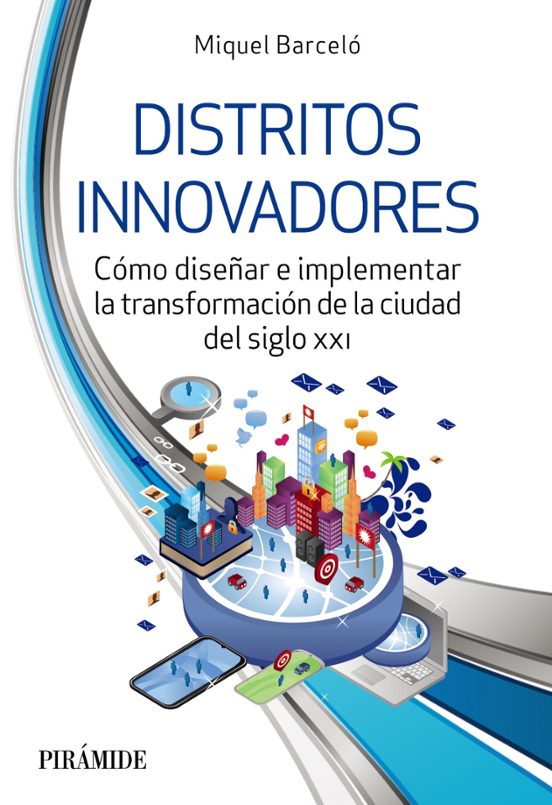 Miquel Barceló
DISTRITOS
INNOVADORES
Cómo diseñar e implementar
la transformación de la ciudad
del siglo XXI
PIRÁMIDE